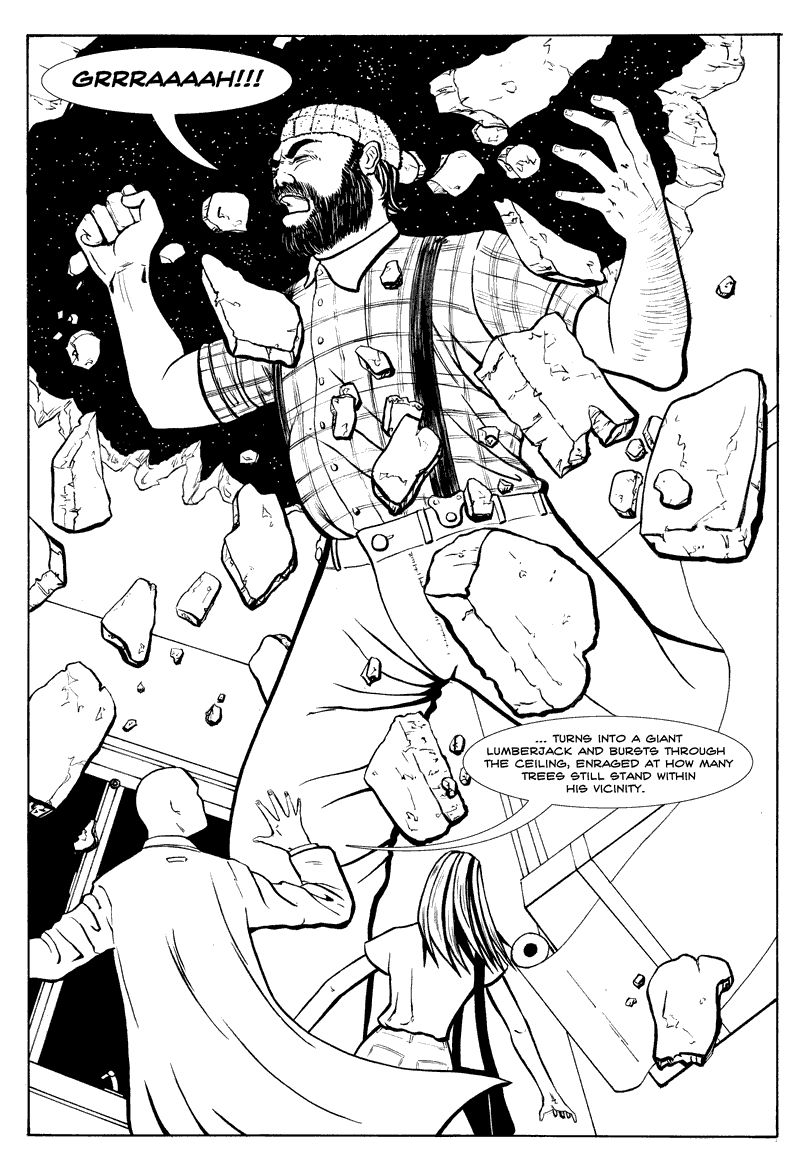 GRRRAAAAH!!!
... TURNS INTO A GIANT
LUMBERJACK AND BURSTS THROUGH
THE CEILING, ENRAGED AT HOW MANY
TREES STILL STAND WITHIN
HIS VICINITY.